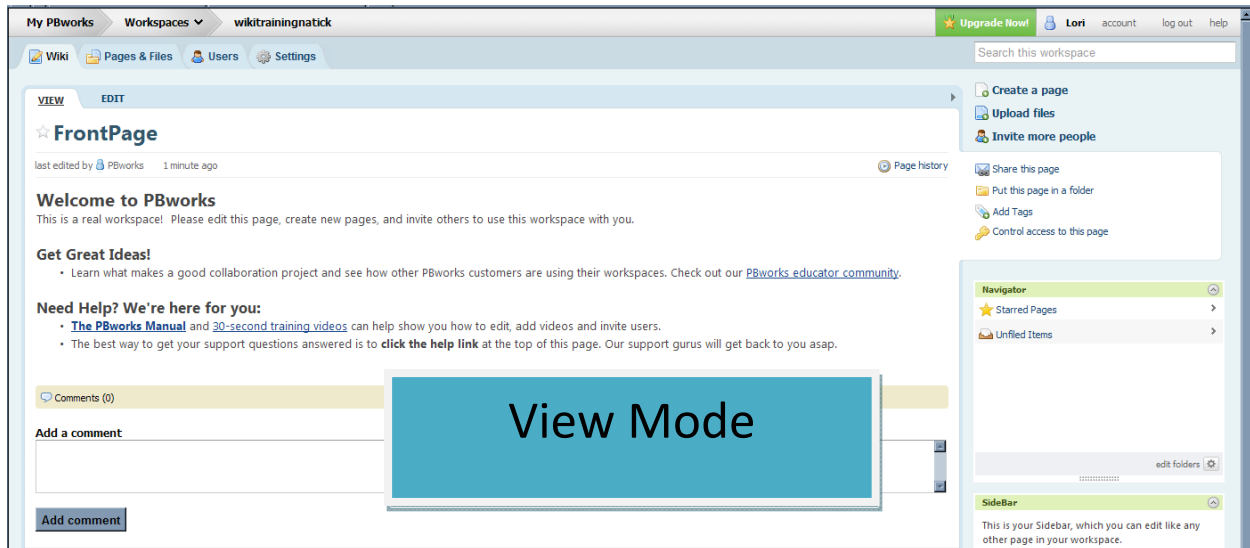 My PBworks Workspaces wikitrainingnatick Upgrade Now! Lori account log out help
Wiki Pages & Files Users Settings Search this workspace
VIEW EDIT
FrontPage
last edited by PBworks 1 minute ago Page history
Welcome to PBworks
This is a real workspace! Please edit this page, create new pages, and invite others to use this workspace with you.
Get Great Ideas!
• Learn what makes a good collaboration project and see how other PBworks customers are using their workspaces. Check out our PBworks educator community.
Need Help? We're here for you:
• The PBworks Manual and 30-second training videos can help show you how to edit, add videos and invite users.
• The best way to get your support questions answered is to click the help link at the top of this page. Our support gurus will get back to you asap.
Comments (0)
Add a comment
Add comment
View Mode
Create a page
Upload files
Invite more people
Share this page
Put this page in a folder
Add Tags
Control access to this page
Navigator
Starred Pages
Unfiled Items
edit folders
SideBar
This is your Sidebar, which you can edit like any
other page in your workspace.